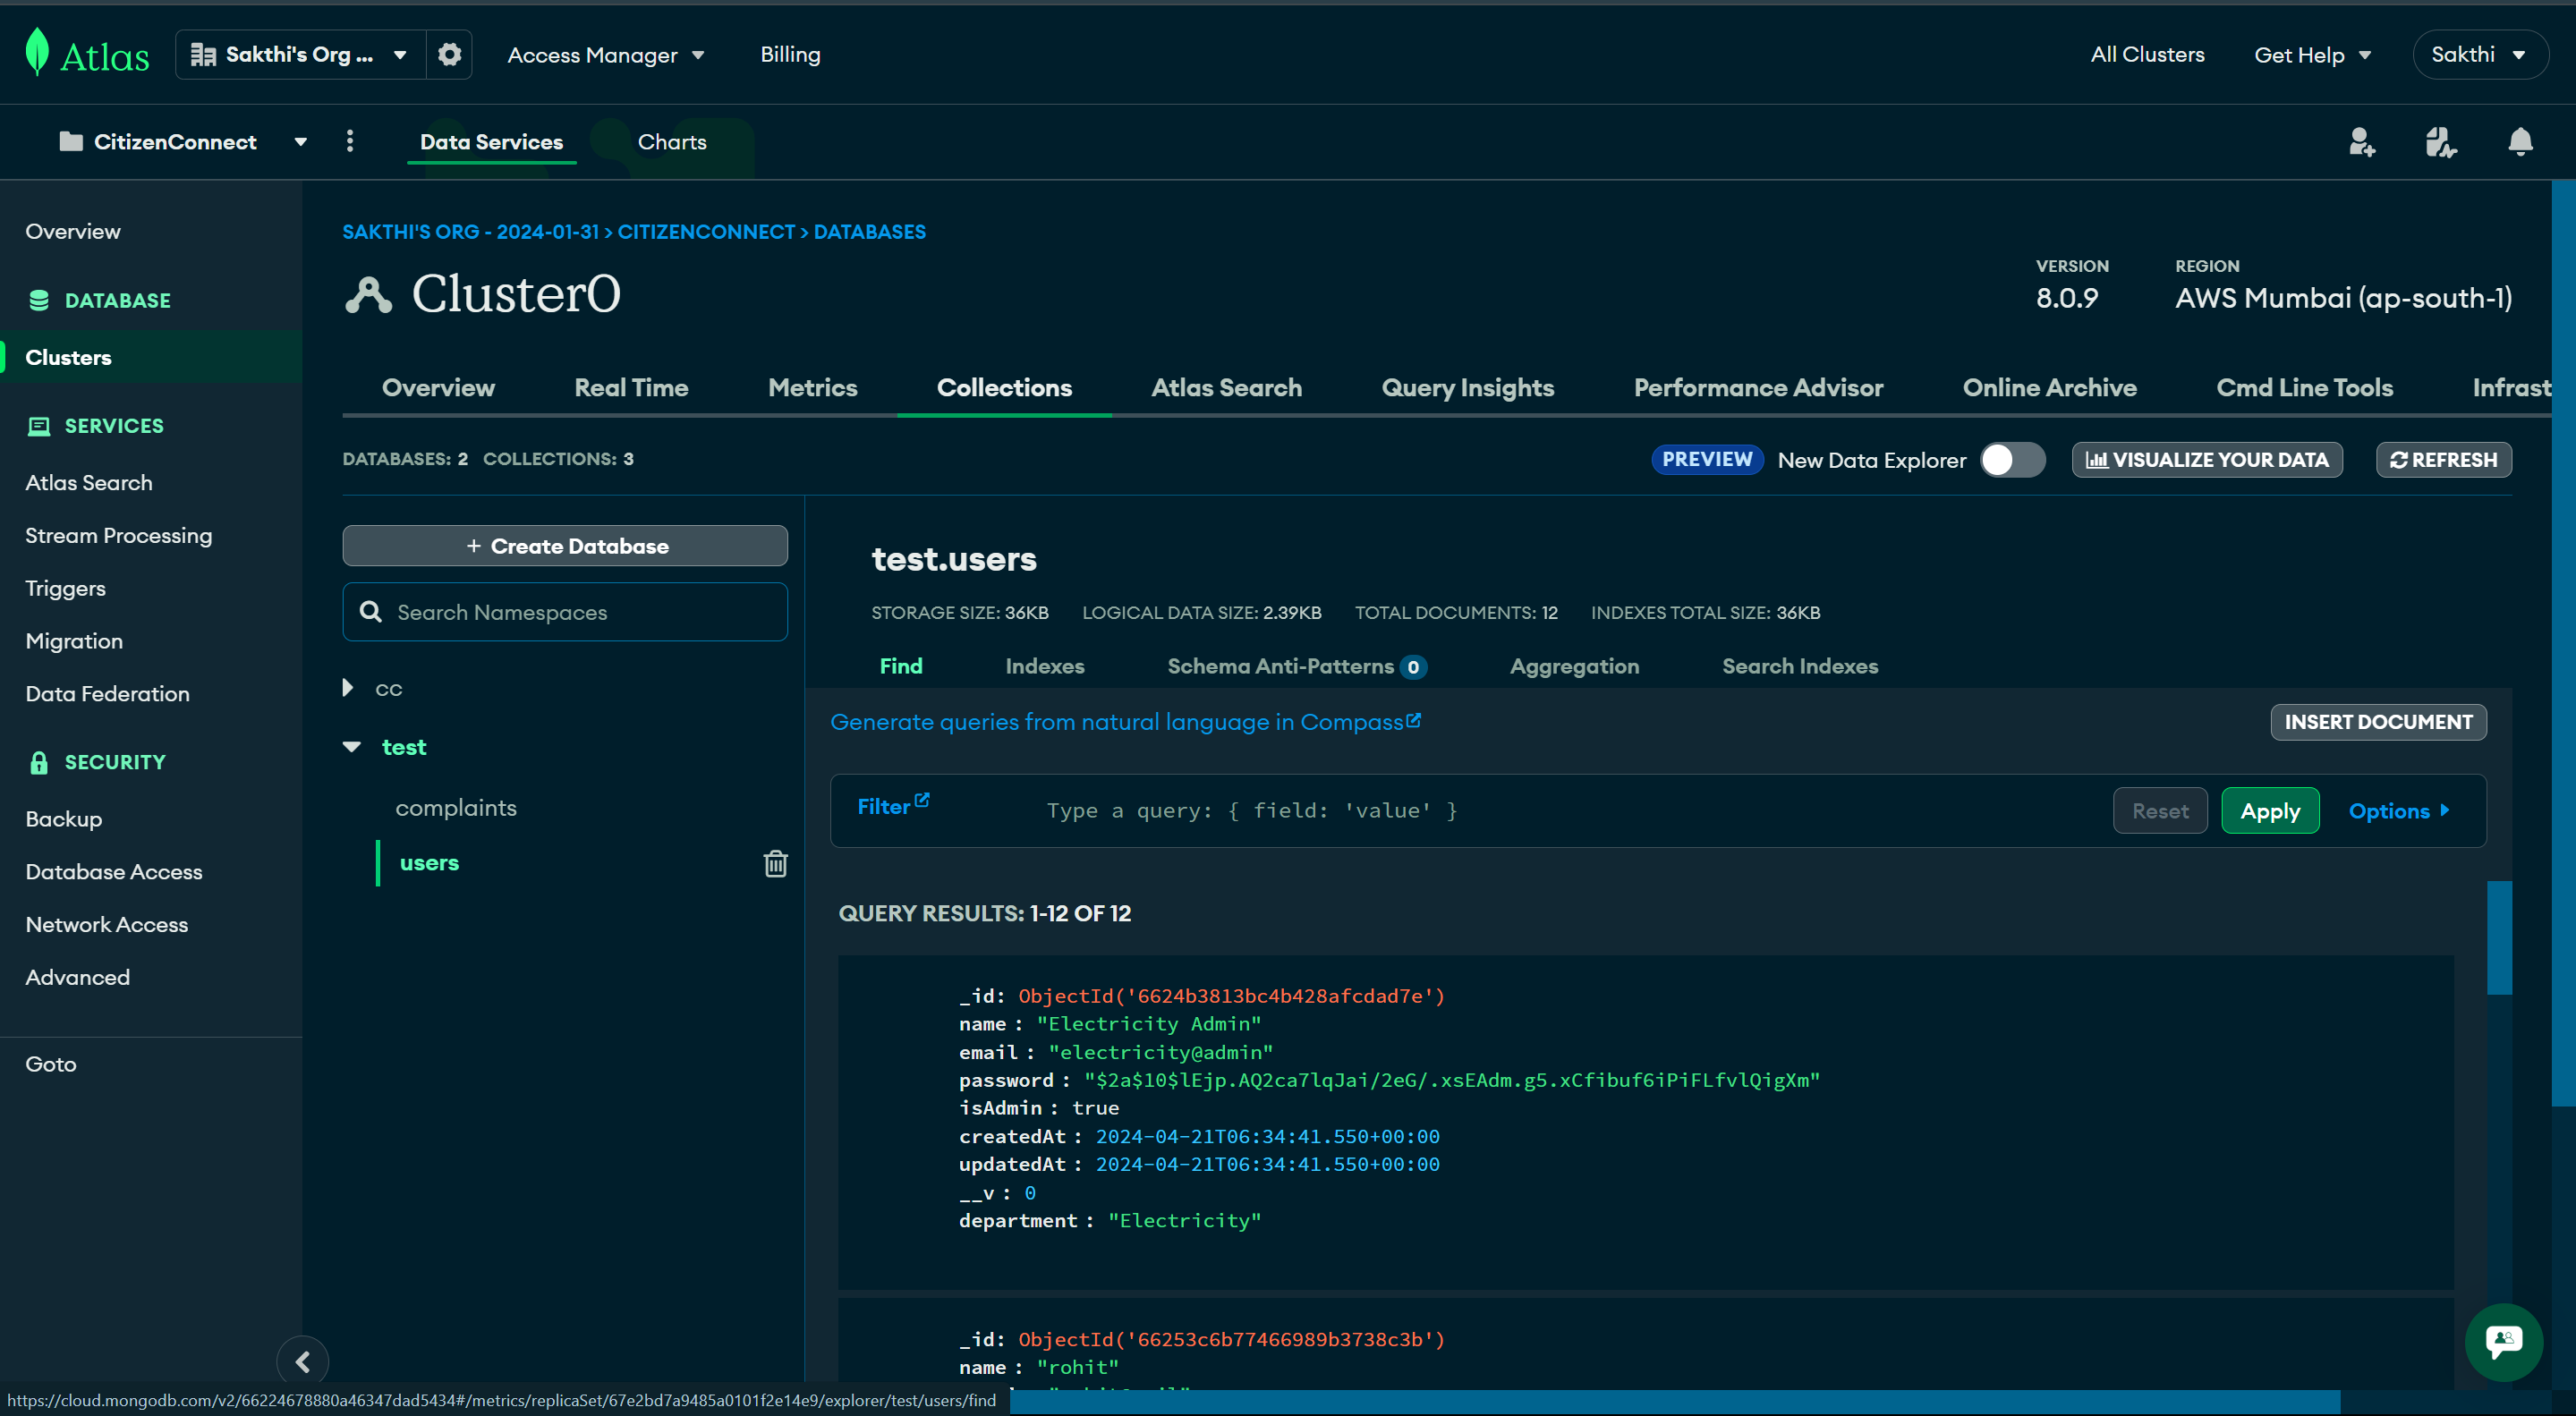 Atlas
Sakthi's Org ...
Access Manager
Billing
All Clusters
Get Help
Sakthi
CitizenConnect
Data Services
Charts
Overview
DATABASE
Clusters
SERVICES
Atlas Search
Stream Processing
Triggers
Migration
Data Federation
SECURITY
Backup
Database Access
Network Access
Advanced
Goto
SAKTHI'S ORG - 2024-01-31 > CITIZENCONNECT > DATABASES
Cluster0
VERSION
8.0.9
REGION
AWS Mumbai (ap-south-1)
Overview Real Time Metrics Collections Atlas Search Query Insights Performance Advisor Online Archive Cmd Line Tools Infrast
DATABASES: 2 COLLECTIONS: 3
PREVIEW New Data Explorer
VISUALIZE YOUR DATA
REFRESH
+ Create Database
Search Namespaces
cc
test
complaints
users
test.users
STORAGE SIZE: 36KB LOGICAL DATA SIZE: 2.39KB TOTAL DOCUMENTS: 12 INDEXES TOTAL SIZE: 36KB
Find Indexes Schema Anti-Patterns 0 Aggregation Search Indexes
Generate queries from natural language in Compass
INSERT DOCUMENT
Filter
Type a query: { field: 'value' }
Reset
Apply
Options
QUERY RESULTS: 1-12 OF 12
_id: ObjectId('6624b3813bc4b428afcdad7e')
name : "Electricity Admin"
email : "electricity@admin"
password : "$2a$10$lEjp.AQ2ca7lqJai/2eG/.xsEAdm.g5.xCfibuf6iPiFLfvlQigXm"
isAdmin : true
createdAt : 2024-04-21T06:34:41.550+00:00
updatedAt : 2024-04-21T06:34:41.550+00:00
__v : 0
department : "Electricity"
_id: ObjectId('66253c6b77466989b3738c3b')
name : "rohit"
https://cloud.mongodb.com/v2/66224678880a46347dad5434#/metrics/replicaSet/67e2bd7a9485a0101f2e14e9/explorer/test/users/find